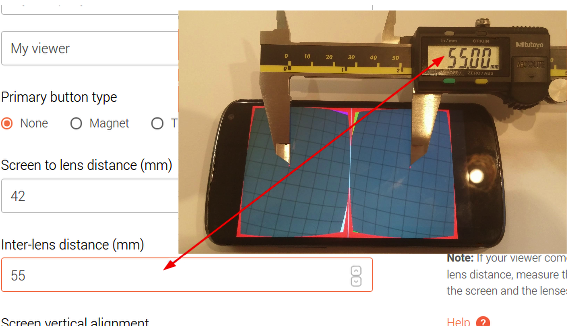 My viewer
Primary button type
None
Magnet
T
Screen to lens distance (mm)
42
Inter-lens distance (mm)
55
Screen vertical alignment
55.00
Mitutoyo
0 10 20 30 40 50
Note: If your viewer com
lens distance, measure th
the screen and the lenses
Help ?